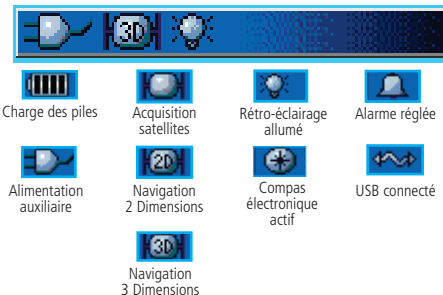 3D
Charge des piles
Acquisition
satellites
Rétro-éclairage
allumé
Alarme réglée
2D
Alimentation
auxiliaire
Navigation
2 Dimensions
Compas
électronique
actif
USB connecté
3D
Navigation
3 Dimensions